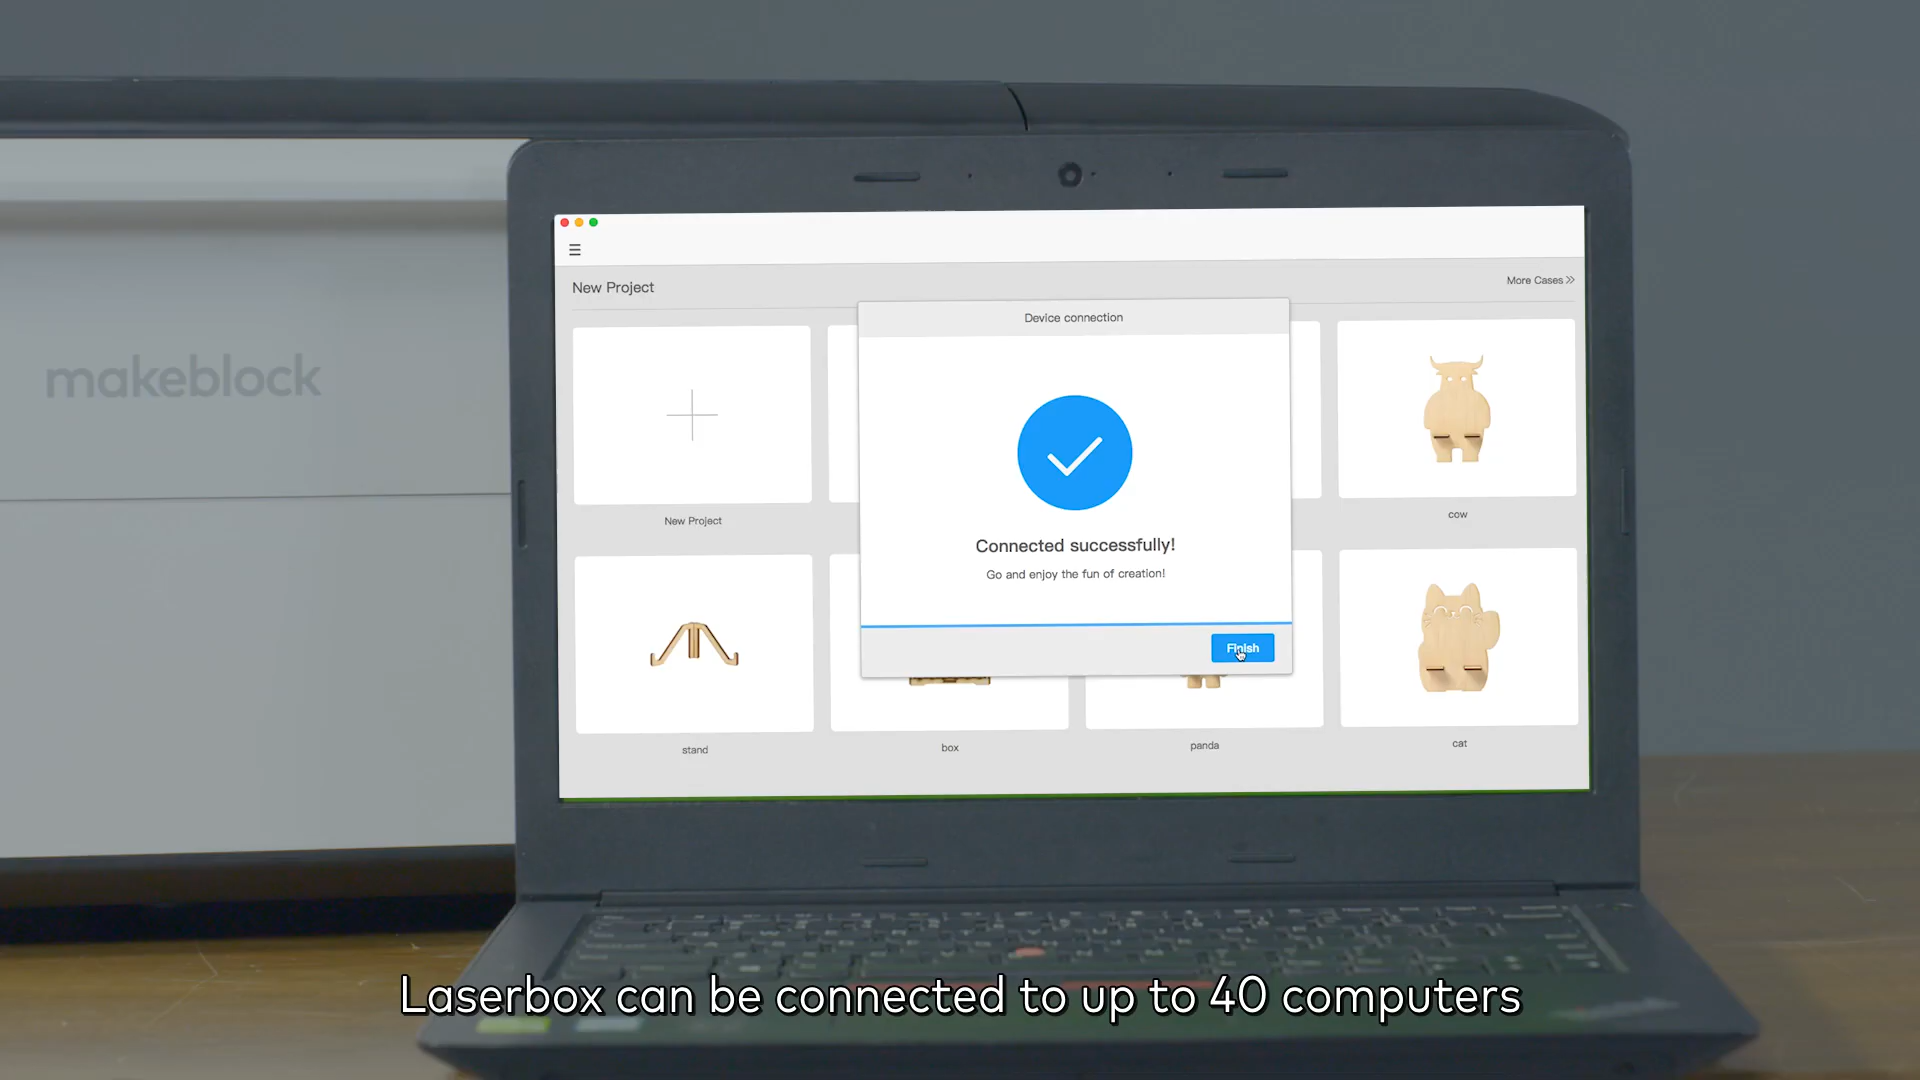 makeblock
New Project
More Cases
Device connection
Connected successfully!
Go and enjoy the fun of creation!
Finish
New Project
cow
stand
box
panda
cat
Laserbox can be connected to up to 40 computers